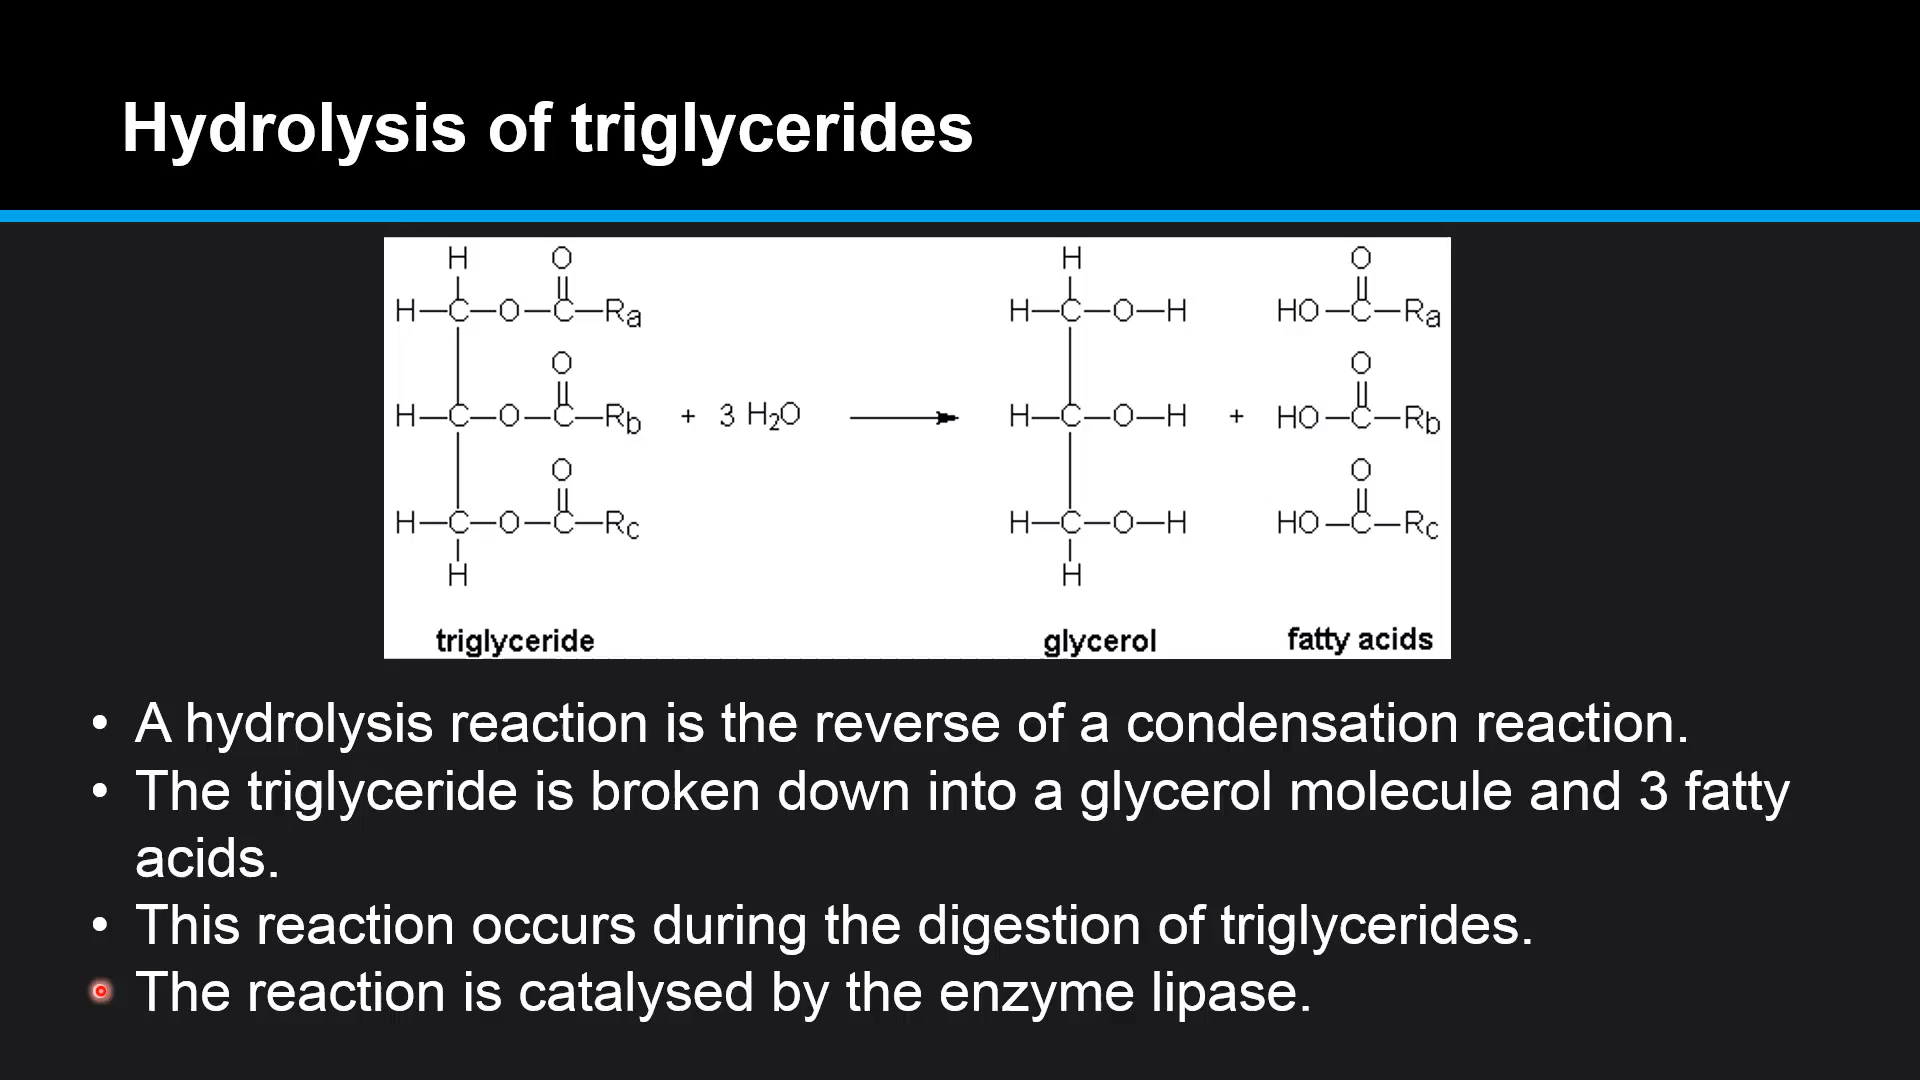 Hydrolysis of triglycerides
H O H O
H—C—O—C—Ra H—C—O—H HO—C—Ra
O O
H—C—O—C—Rb + 3 H₂O H—C—O—H + HO—C—Rb
O O
H—C—O—C—Rc H—C—O—H HO—C—Rc
H H
triglyceride glycerol fatty acids
• A hydrolysis reaction is the reverse of a condensation reaction.
• The triglyceride is broken down into a glycerol molecule and 3 fatty
acids.
• This reaction occurs during the digestion of triglycerides.
The reaction is catalysed by the enzyme lipase.